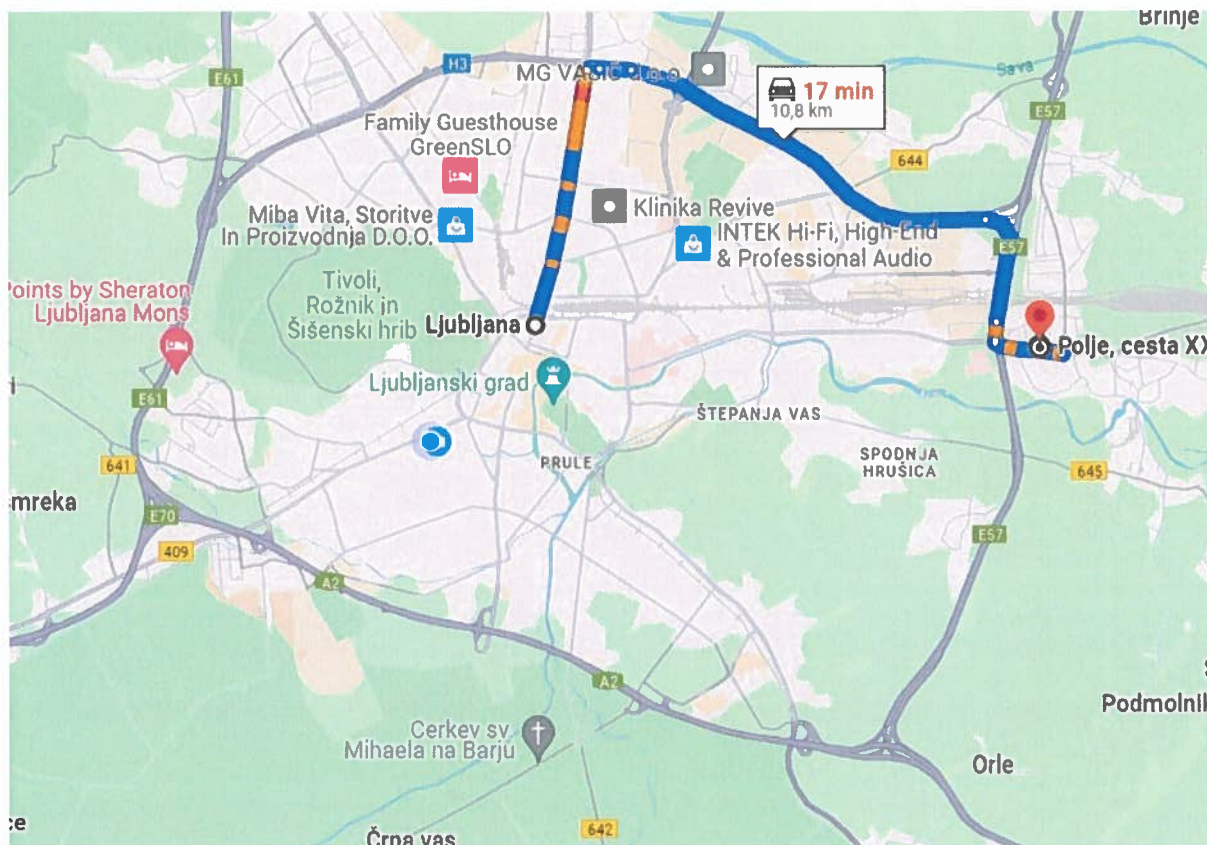 Brinje
E61
H3
MG VASIC d.o.o
Sava
17 min
10,8 km
E57
Family Guesthouse
GreenSLO
644
Miba Vita, Storitve
In Proizvodnja D.O.O.
Klinika Revive
INTEK Hi-Fi, High-End
& Professional Audio
E57
Tivoli,
Rožnik in
Šišenski hrib
Points by Sheraton
Ljubljana Mons
Ljubljana
Polje, cesta XX
Ljubljanski grad
E61
ŠTEPANJA VAS
PRULE
SPODNJA
HRUŠICA
641
645
mreka
E70
E57
409
A2
A2
Podmolnik
Cerkev sv.
Mihaela na Barju
Orle
ce
642
Črna vas